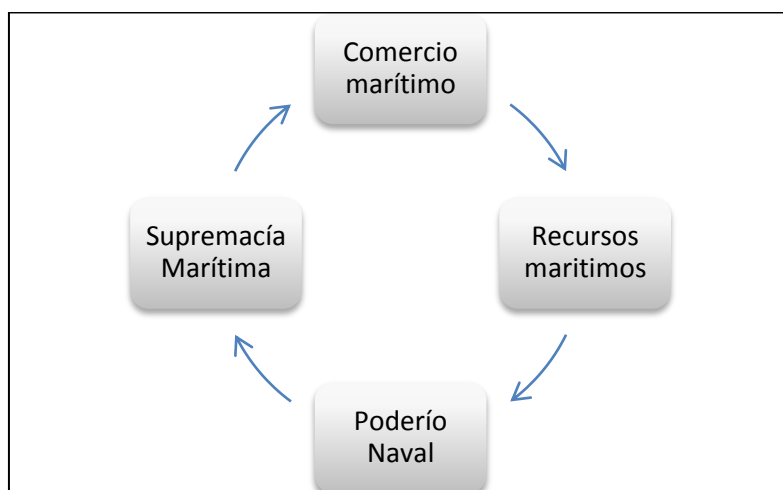 Comercio
marítimo
Recursos
maritimos
Poderío
Naval
Supremacía
Marítima